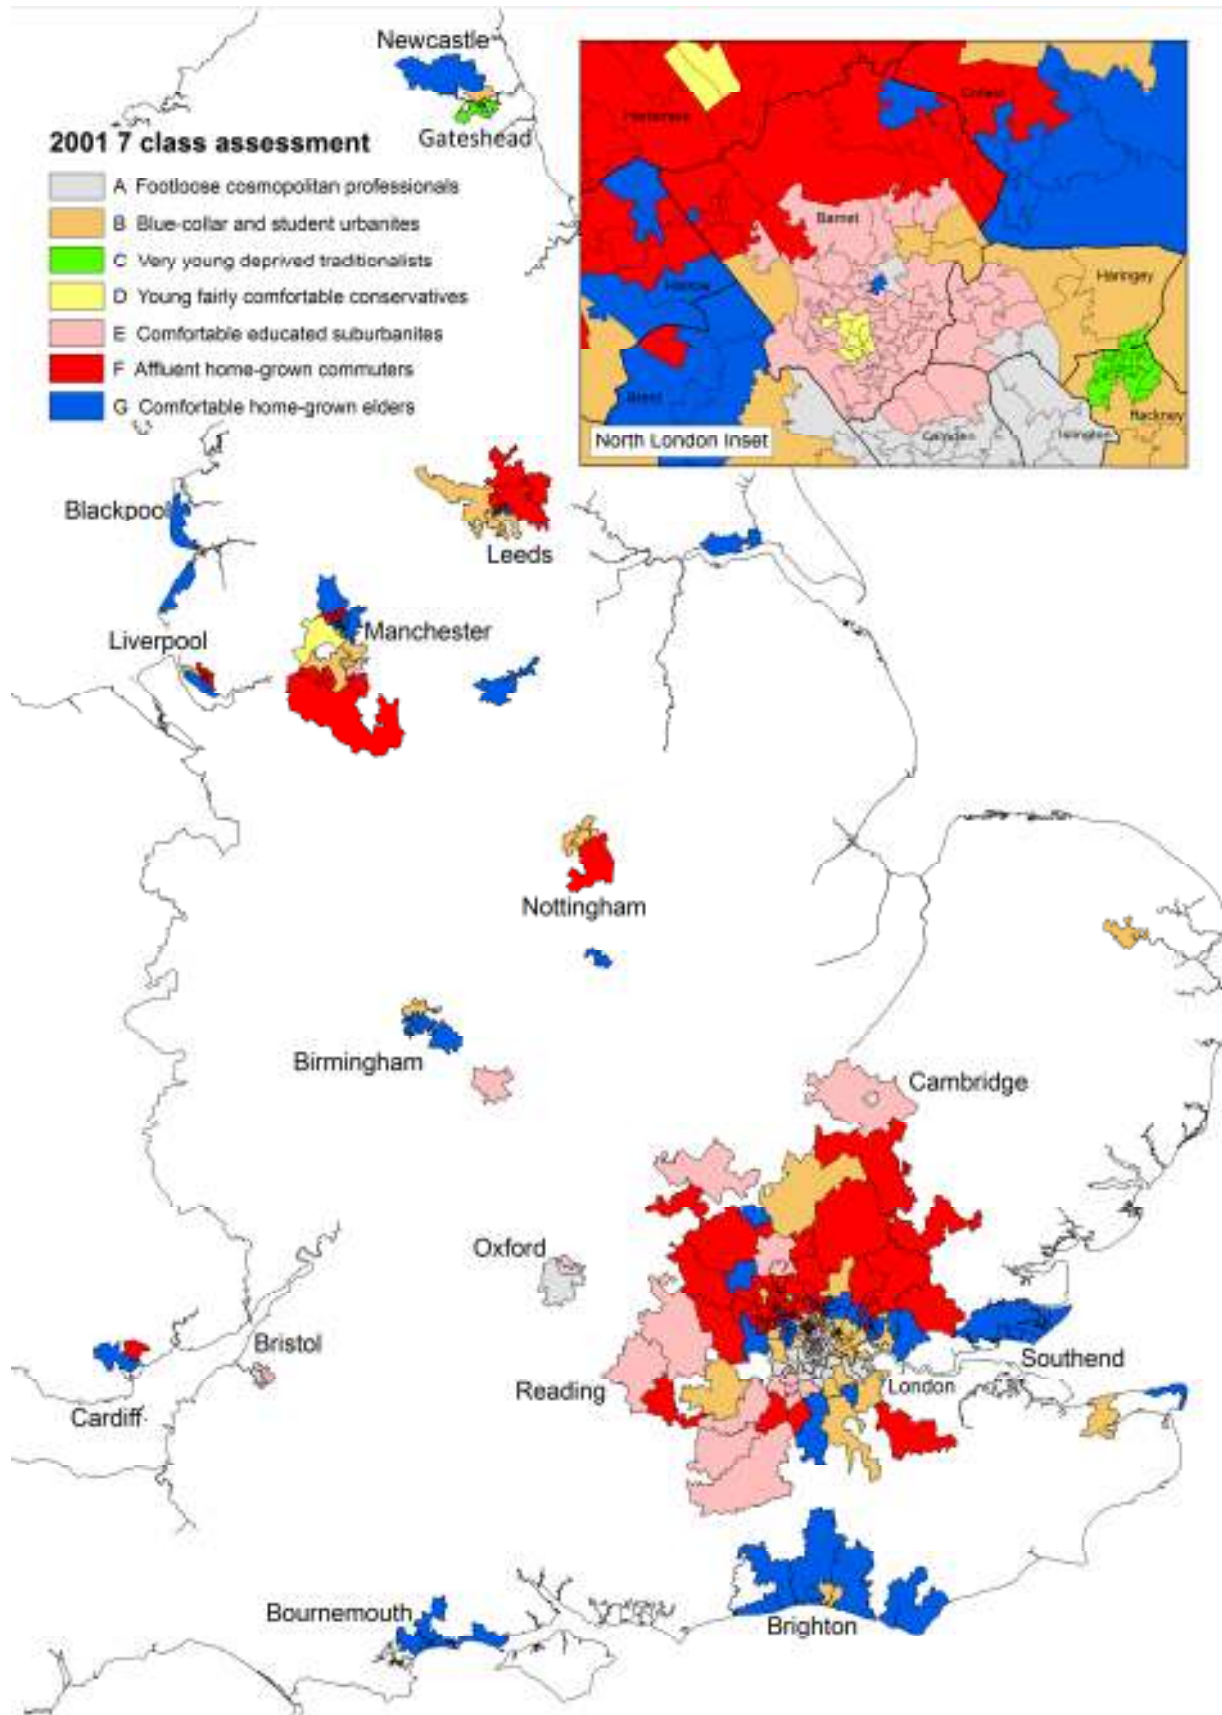 Newcastle
Gateshead
2001 7 class assessment
A Footloose cosmopolitan professionals
B Blue-collar and student urbanites
C Very young deprived traditionalists
D Young fairly comfortable conservatives
E Comfortable educated suburbanites
F Affluent home-grown commuters
G Comfortable home-grown elders
Hertsmere
Enfield
Barnet
Harrow
Haringey
Brent
Hackney
Camden
Islington
North London Inset
Blackpool
Leeds
Liverpool
Manchester
Nottingham
Birmingham
Cambridge
Oxford
Bristol
Cardiff
Reading
London
Southend
Bournemouth
Brighton